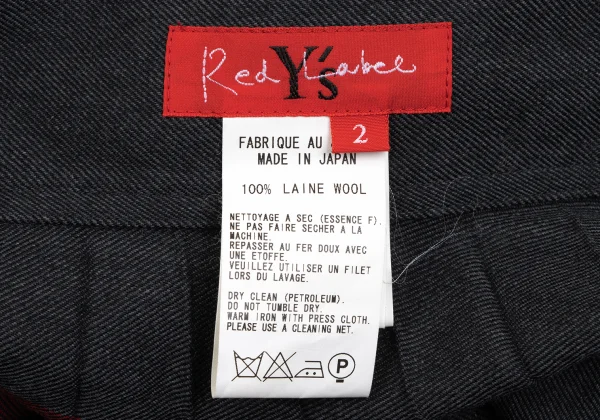 Red Label
Y's
2
FABRIQUE AU
MADE IN JAPAN
100% LAINE WOOL
NETTOYAGE A SEC (ESSENCE F).
NE PAS FAIRE SECHER A LA
MACHINE.
REPASSER AU FER DOUX AVEC
UNE ETOFFE.
VEUILLEZ UTILISER UN FILET
LORS DU LAVAGE.
DRY CLEAN (PETROLEUM).
DO NOT TUMBLE DRY.
WARM IRON WITH PRESS CLOTH.
PLEASE USE A CLEANING NET.
P